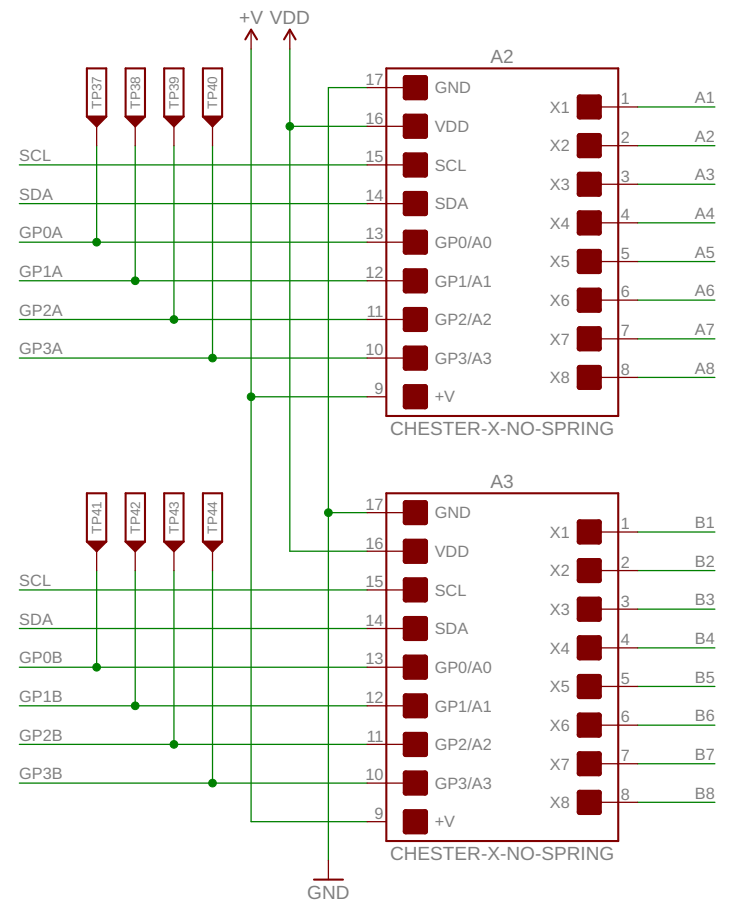 +V VDD
A2
TP37 TP38 TP39 TP40
17 GND
X1 1 A1
16 VDD
X2 2 A2
SCL 15 SCL
X3 3 A3
SDA 14 SDA
X4 4 A4
GP0A 13 GP0/A0
X5 5 A5
GP1A 12 GP1/A1
X6 6 A6
GP2A 11 GP2/A2
X7 7 A7
GP3A 10 GP3/A3
X8 8 A8
9 +V
CHESTER-X-NO-SPRING
A3
TP41 TP42 TP43 TP44
17 GND
X1 1 B1
16 VDD
X2 2 B2
SCL 15 SCL
X3 3 B3
SDA 14 SDA
X4 4 B4
GP0B 13 GP0/A0
X5 5 B5
GP1B 12 GP1/A1
X6 6 B6
GP2B 11 GP2/A2
X7 7 B7
GP3B 10 GP3/A3
X8 8 B8
9 +V
CHESTER-X-NO-SPRING
GND